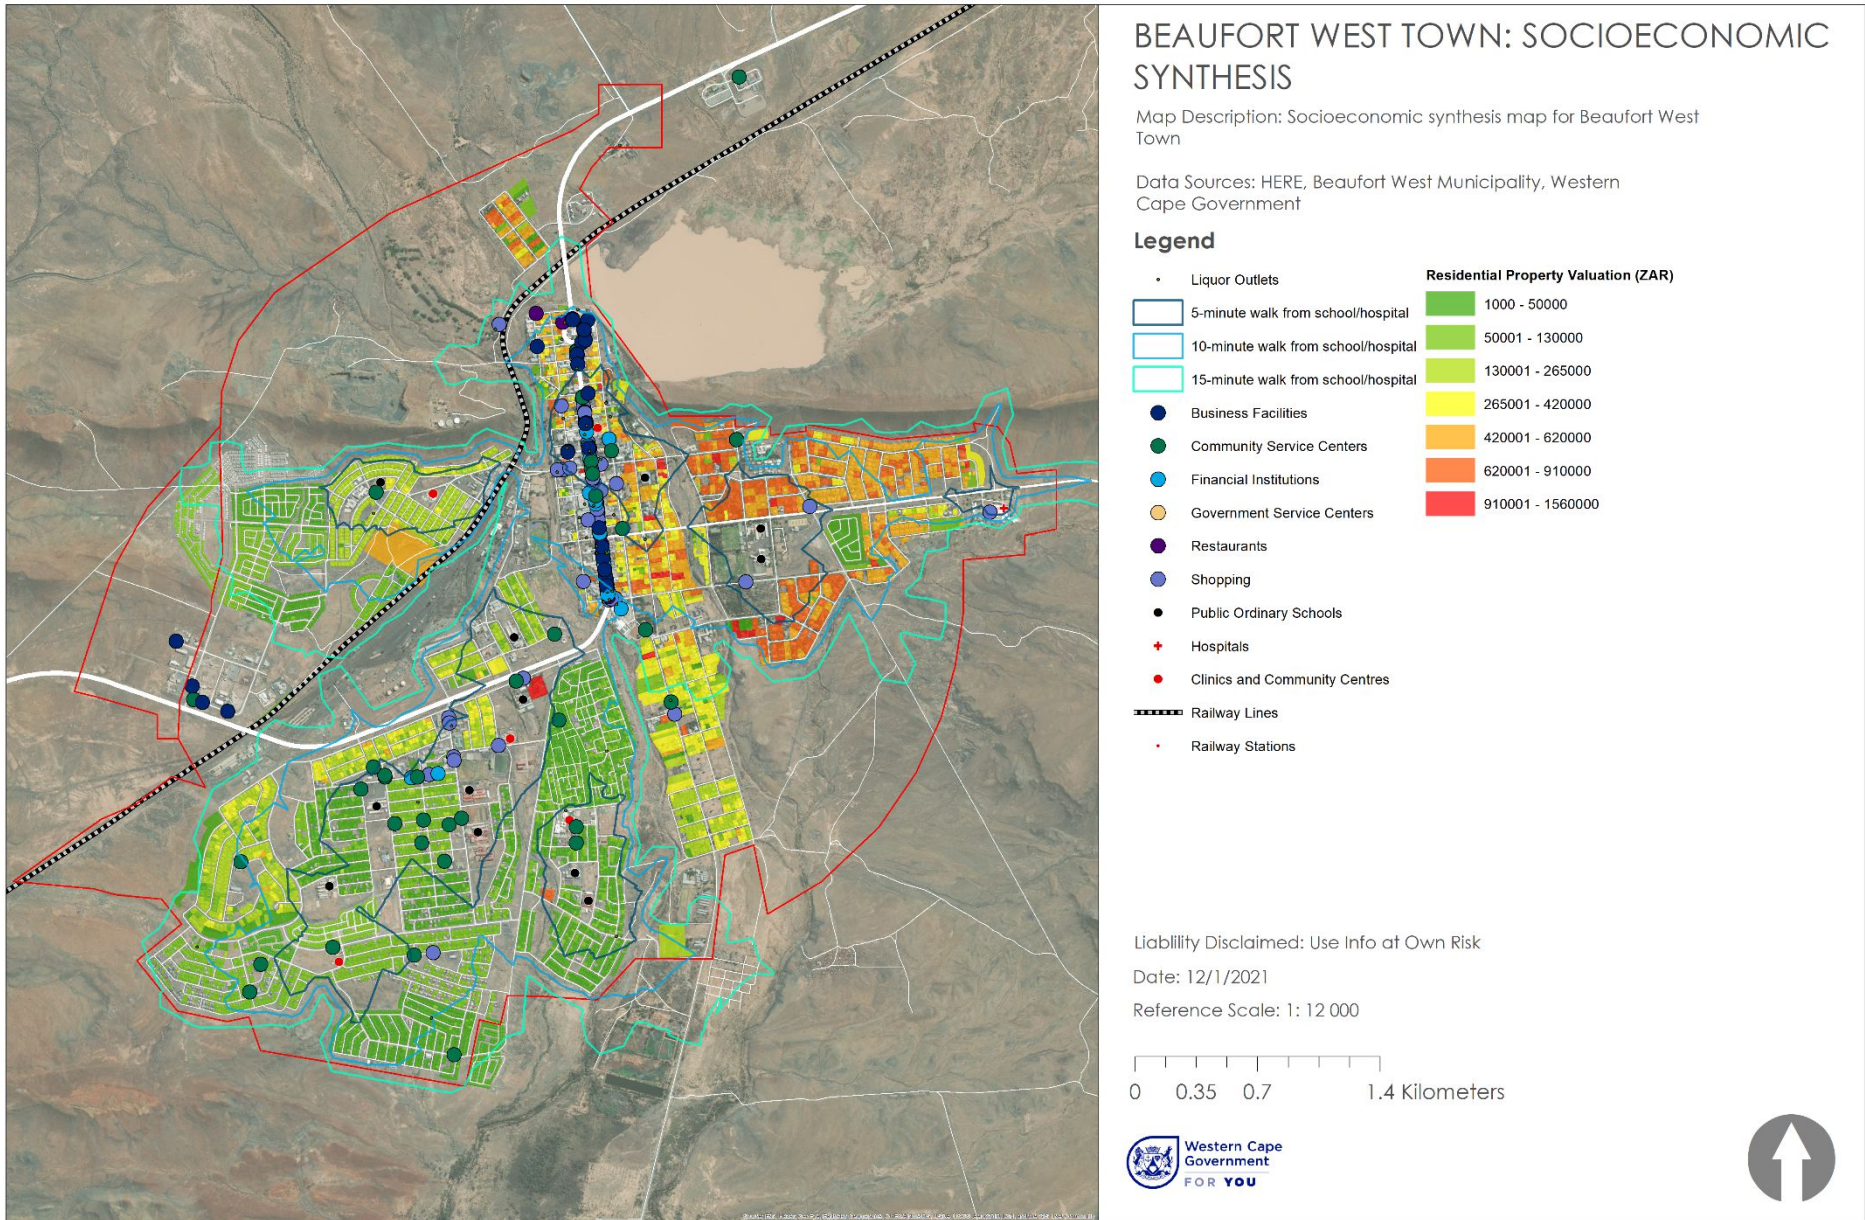 BEAUFORT WEST TOWN: SOCIOECONOMIC
SYNTHESIS
Map Description: Socioeconomic synthesis map for Beaufort West
Town
Data Sources: HERE, Beaufort West Municipality, Western
Cape Government
Legend
Liquor Outlets
5-minute walk from school/hospital
10-minute walk from school/hospital
15-minute walk from school/hospital
Business Facilities
Community Service Centers
Financial Institutions
Government Service Centers
Restaurants
Shopping
Public Ordinary Schools
Hospitals
Clinics and Community Centres
Railway Lines
Railway Stations
Residential Property Valuation (ZAR)
1000 - 50000
50001 - 130000
130001 - 265000
265001 - 420000
420001 - 620000
620001 - 910000
910001 - 1560000
Liablility Disclaimed: Use Info at Own Risk
Date: 12/1/2021
Reference Scale: 1: 12 000
0 0.35 0.7 1.4 Kilometers
Western Cape
Government
FOR YOU